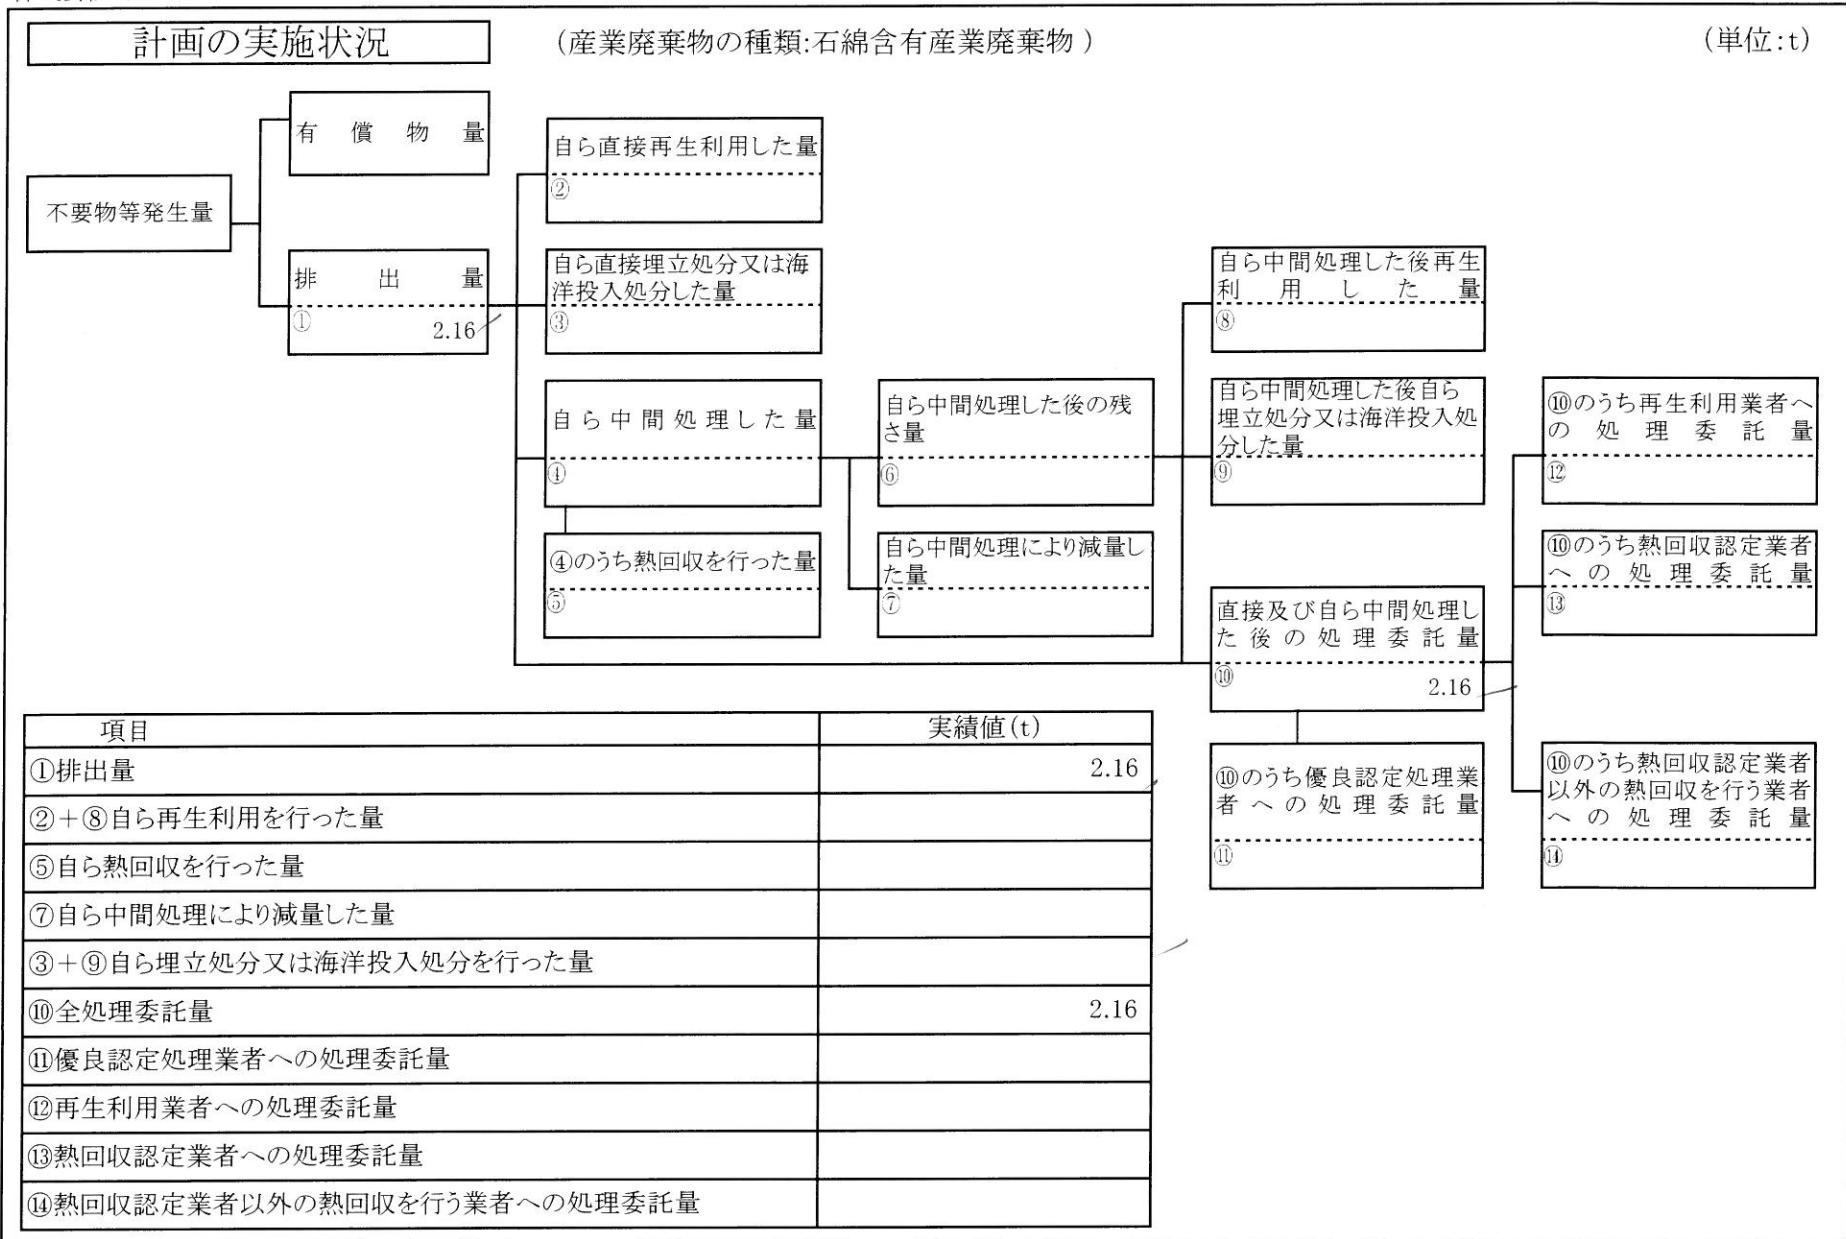 計画の実施状況
(産業廃棄物の種類:石綿含有産業廃棄物 )
(単位:t)
有償物量
不要物等発生量
排出量
① 2.16
自ら直接再生利用した量
②
自ら直接埋立処分又は海
洋投入処分した量
③
自ら中間処理した量
④
④のうち熱回収を行った量
⑤
自ら中間処理した後の残
さ量
⑥
自ら中間処理により減量し
た量
⑦
自ら中間処理した後再生
利用した量
⑧
自ら中間処理した後自ら
埋立処分又は海洋投入処
分した量
⑨
直接及び自ら中間処理し
た後の処理委託量
⑩ 2.16
⑩のうち優良認定処理業
者への処理委託量
⑪
⑩のうち再生利用業者へ
の処理委託量
⑫
⑩のうち熱回収認定業者
への処理委託量
⑬
⑩のうち熱回収認定業者
以外の熱回収を行う業者
への処理委託量
⑭
項目 実績値(t)
①排出量 2.16
②+⑧自ら再生利用を行った量
⑤自ら熱回収を行った量
⑦自ら中間処理により減量した量
③+⑨自ら埋立処分又は海洋投入処分を行った量
⑩全処理委託量 2.16
⑪優良認定処理業者への処理委託量
⑫再生利用業者への処理委託量
⑬熱回収認定業者への処理委託量
⑭熱回収認定業者以外の熱回収を行う業者への処理委託量